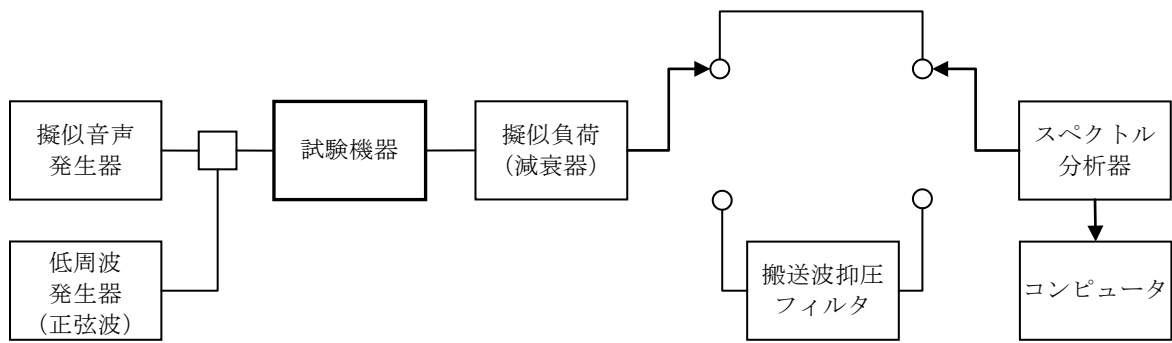 擬似音声
発生器
試験機器
擬似負荷
(減衰器)
スペクトル
分析器
低周波
発生器
(正弦波)
搬送波抑圧
フィルタ
コンピュータ